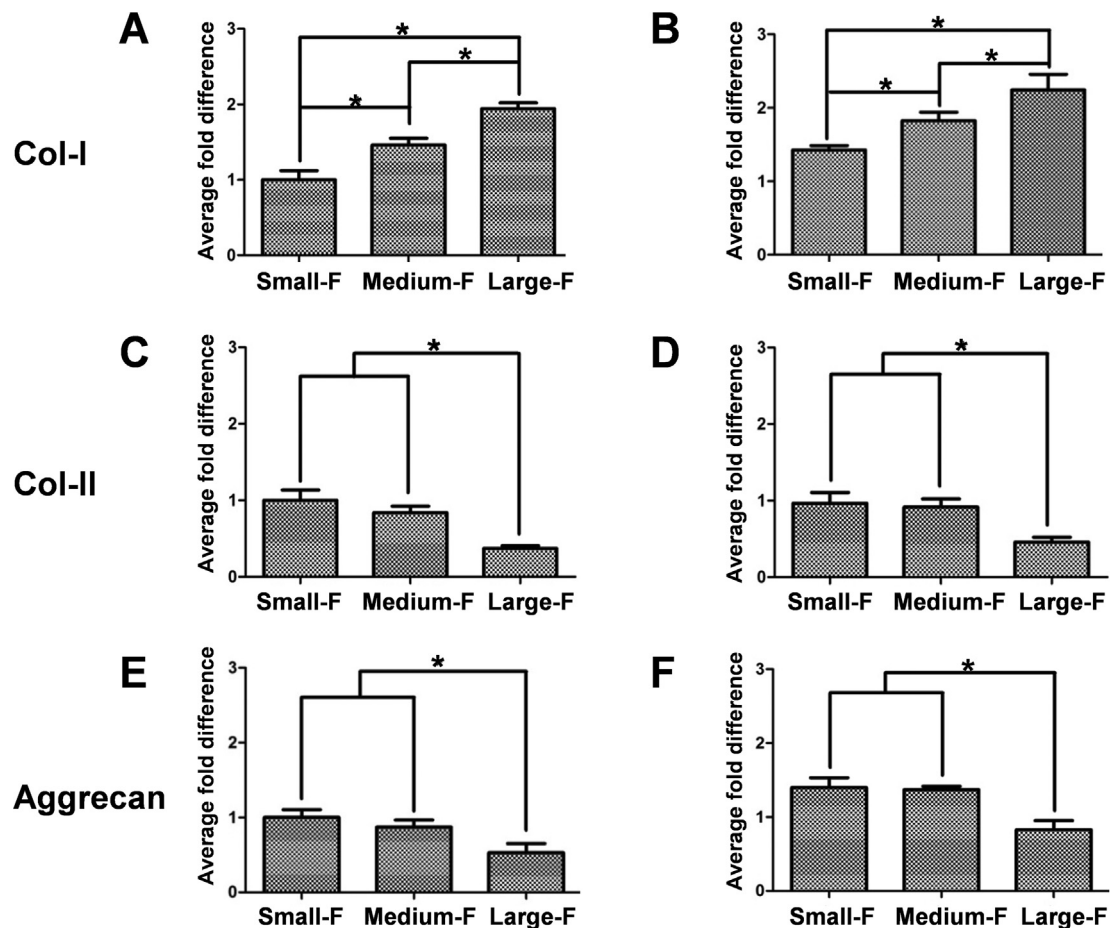 A
Average fold difference
3
2
1
0
*
*
*
Small-F Medium-F Large-F
B
Average fold difference
3
2
1
0
*
*
*
Small-F Medium-F Large-F
Col-I
C
Average fold difference
3
2
1
0
*
Small-F Medium-F Large-F
D
Average fold difference
3
2
1
0
*
Small-F Medium-F Large-F
Col-II
E
Average fold difference
3
2
1
0
*
Small-F Medium-F Large-F
F
Average fold difference
3
2
1
0
*
Small-F Medium-F Large-F
Aggrecan